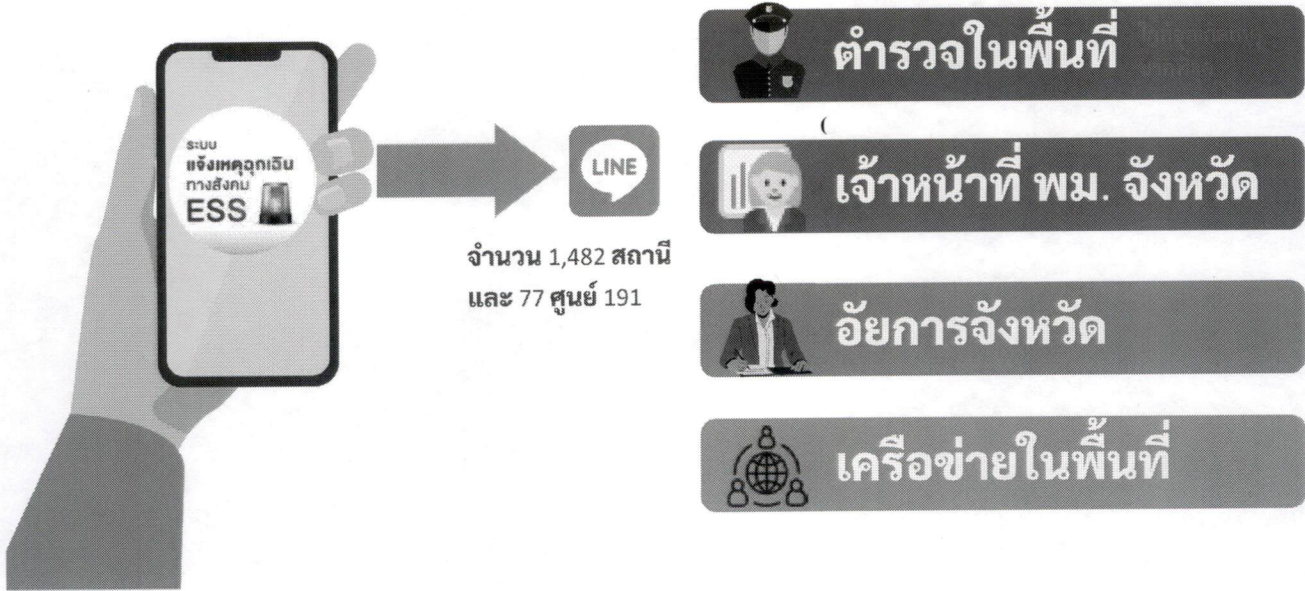 ระบบ
แจ้งเหตุฉุกเฉิน
ทางสังคม
ESS
LINE
จำนวน 1,482 สถานี
และ 77 ศูนย์ 191
ตำรวจในพื้นที่
(
เจ้าหน้าที่ พม. จังหวัด
อัยการจังหวัด
เครือข่ายในพื้นที่